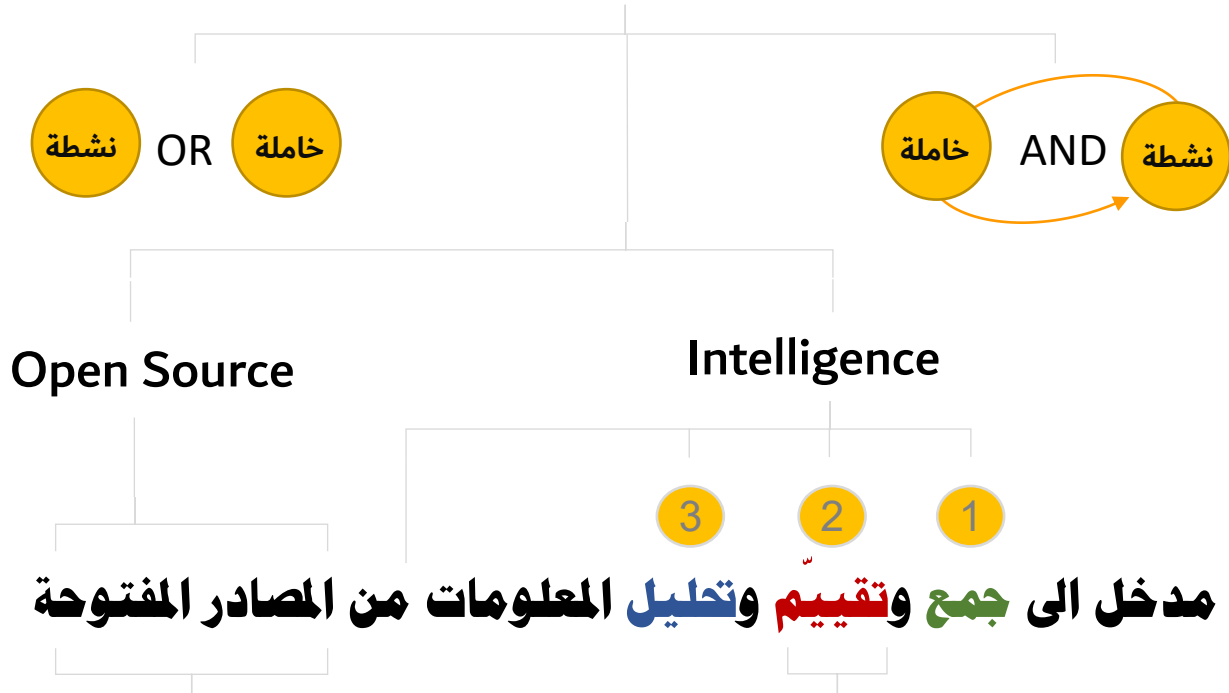 نشطة OR خاملة
خاملة AND نشطة
Open Source
Intelligence
3 2 1
مدخل الى جمع وتقييّم وتحليل المعلومات من المصادر المفتوحة